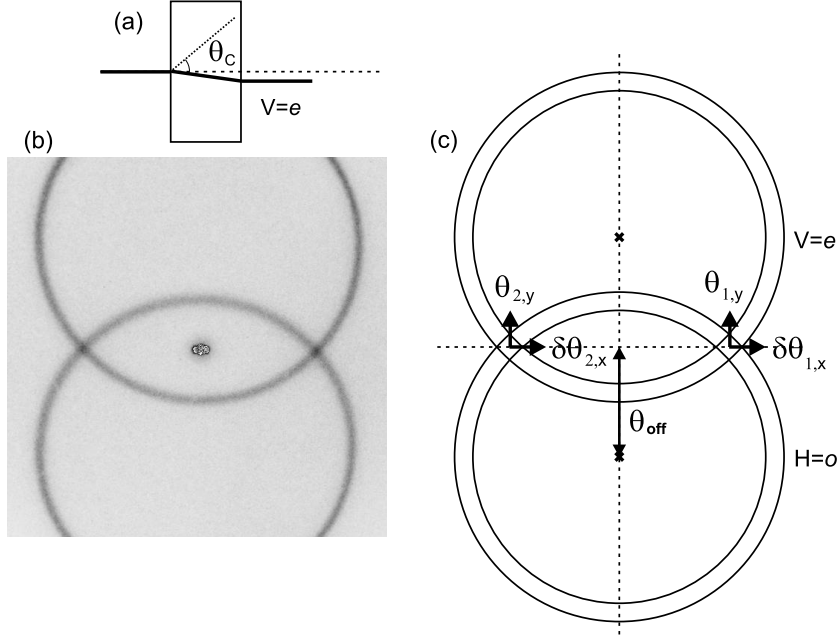 (a)
θC
V=e
(b)
(c)
V=e
θ2,y
θ1,y
δθ2,x
δθ1,x
θoff
H=o